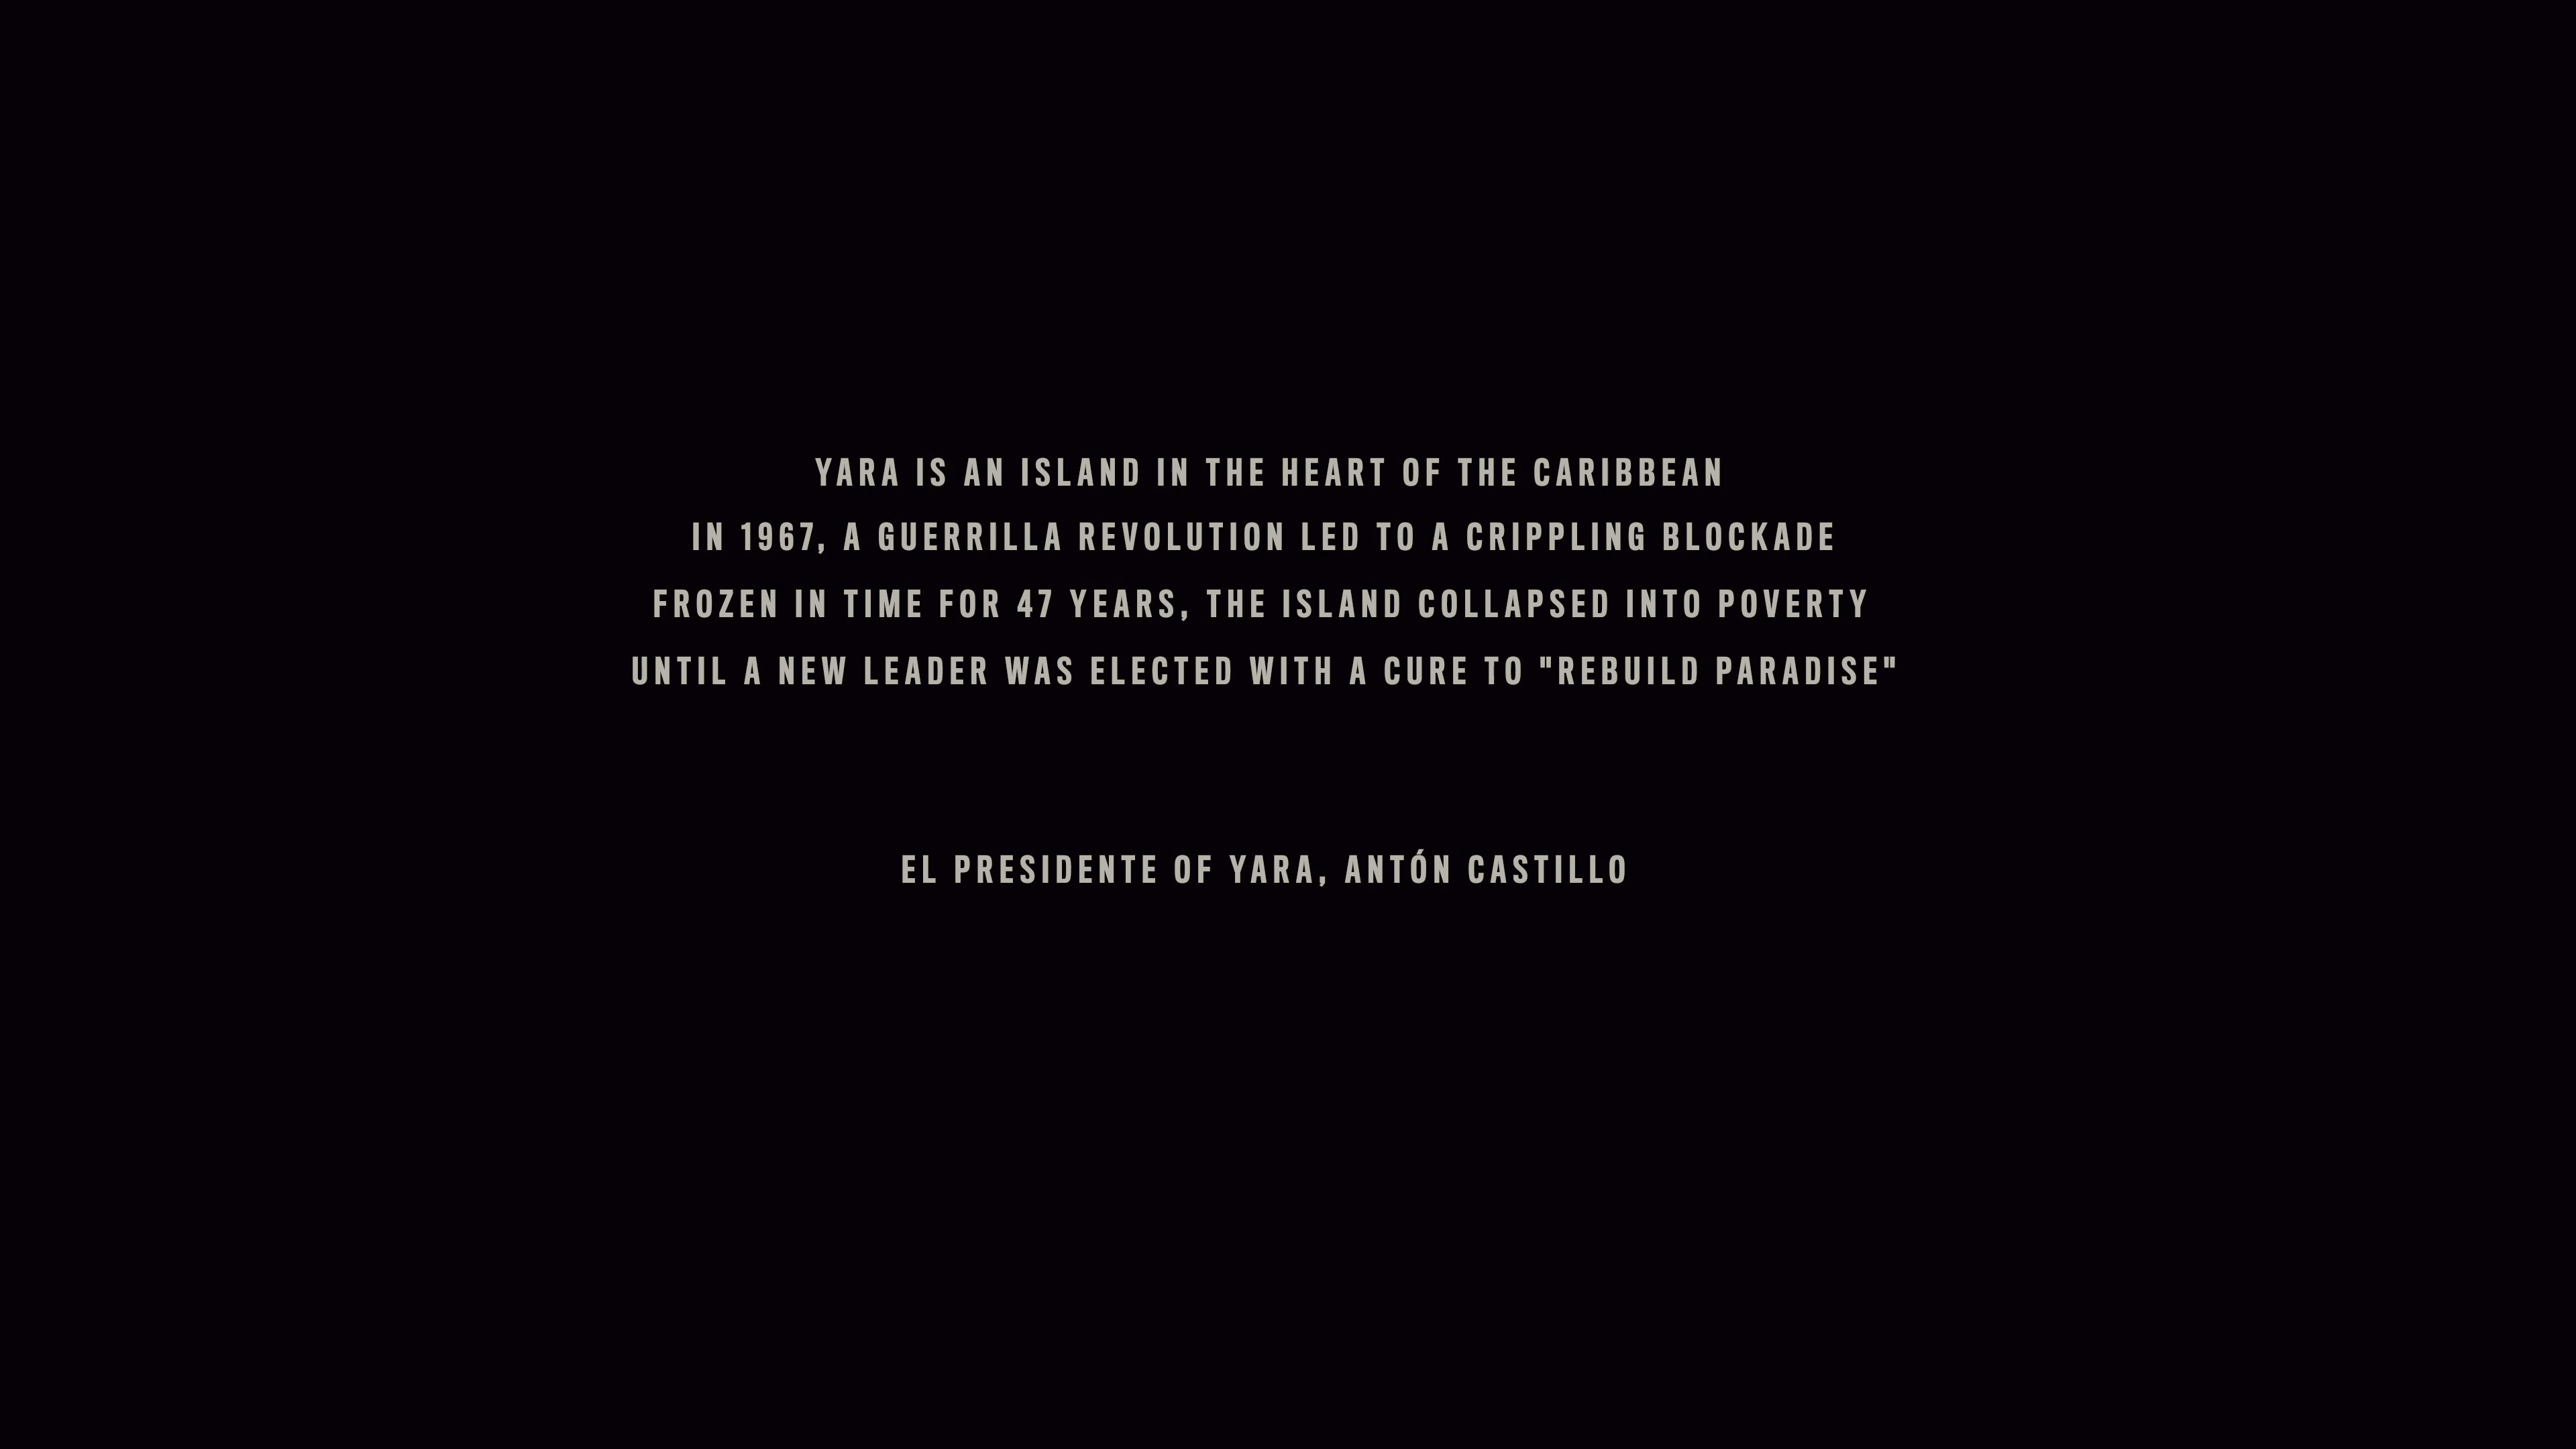 YARA IS AN ISLAND IN THE HEART OF THE CARIBBEAN
IN 1967, A GUERRILLA REVOLUTION LED TO A CRIPPLING BLOCKADE
FROZEN IN TIME FOR 47 YEARS, THE ISLAND COLLAPSED INTO POVERTY
UNTIL A NEW LEADER WAS ELECTED WITH A CURE TO "REBUILD PARADISE"
EL PRESIDENTE OF YARA, ANTÓN CASTILLO